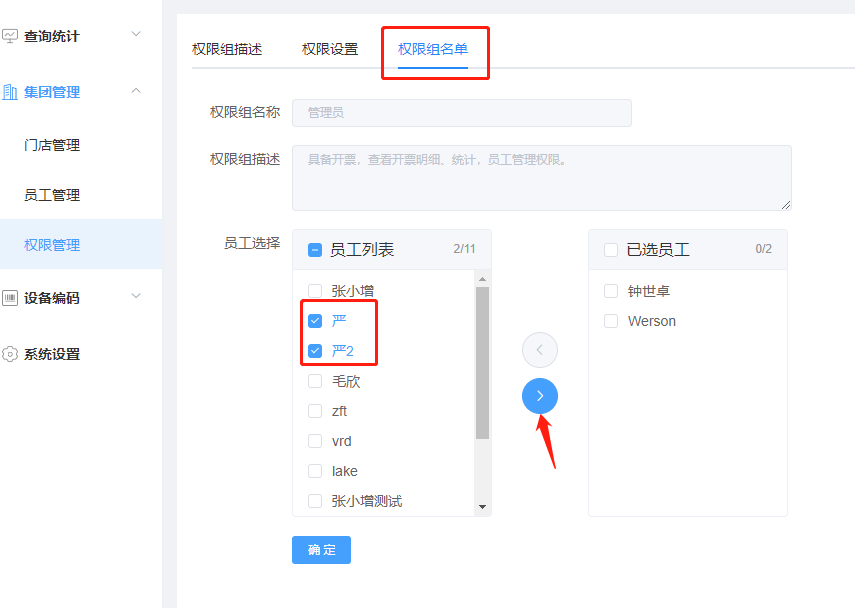 查询统计
集团管理
门店管理
员工管理
权限管理
设备编码
系统设置
权限组描述 权限设置 权限组名单
权限组名称 管理员
权限组描述 具备开票，查看开票明细、统计，员工管理权限。
员工选择
员工列表 2/11
张小增
严
严2
毛欣
zft
vrd
lake
张小增测试
已选员工 0/2
钟世卓
Werson
确 定